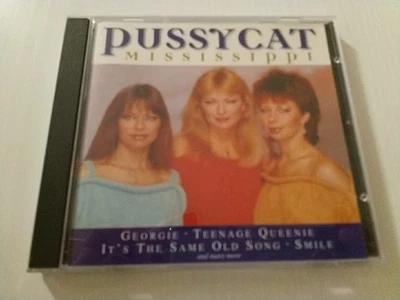 PUSSYCAT
MISSISSIPPI
GEORGIE · TEENAGE QUEENIE
IT'S THE SAME OLD SONG · SMILE
and many more